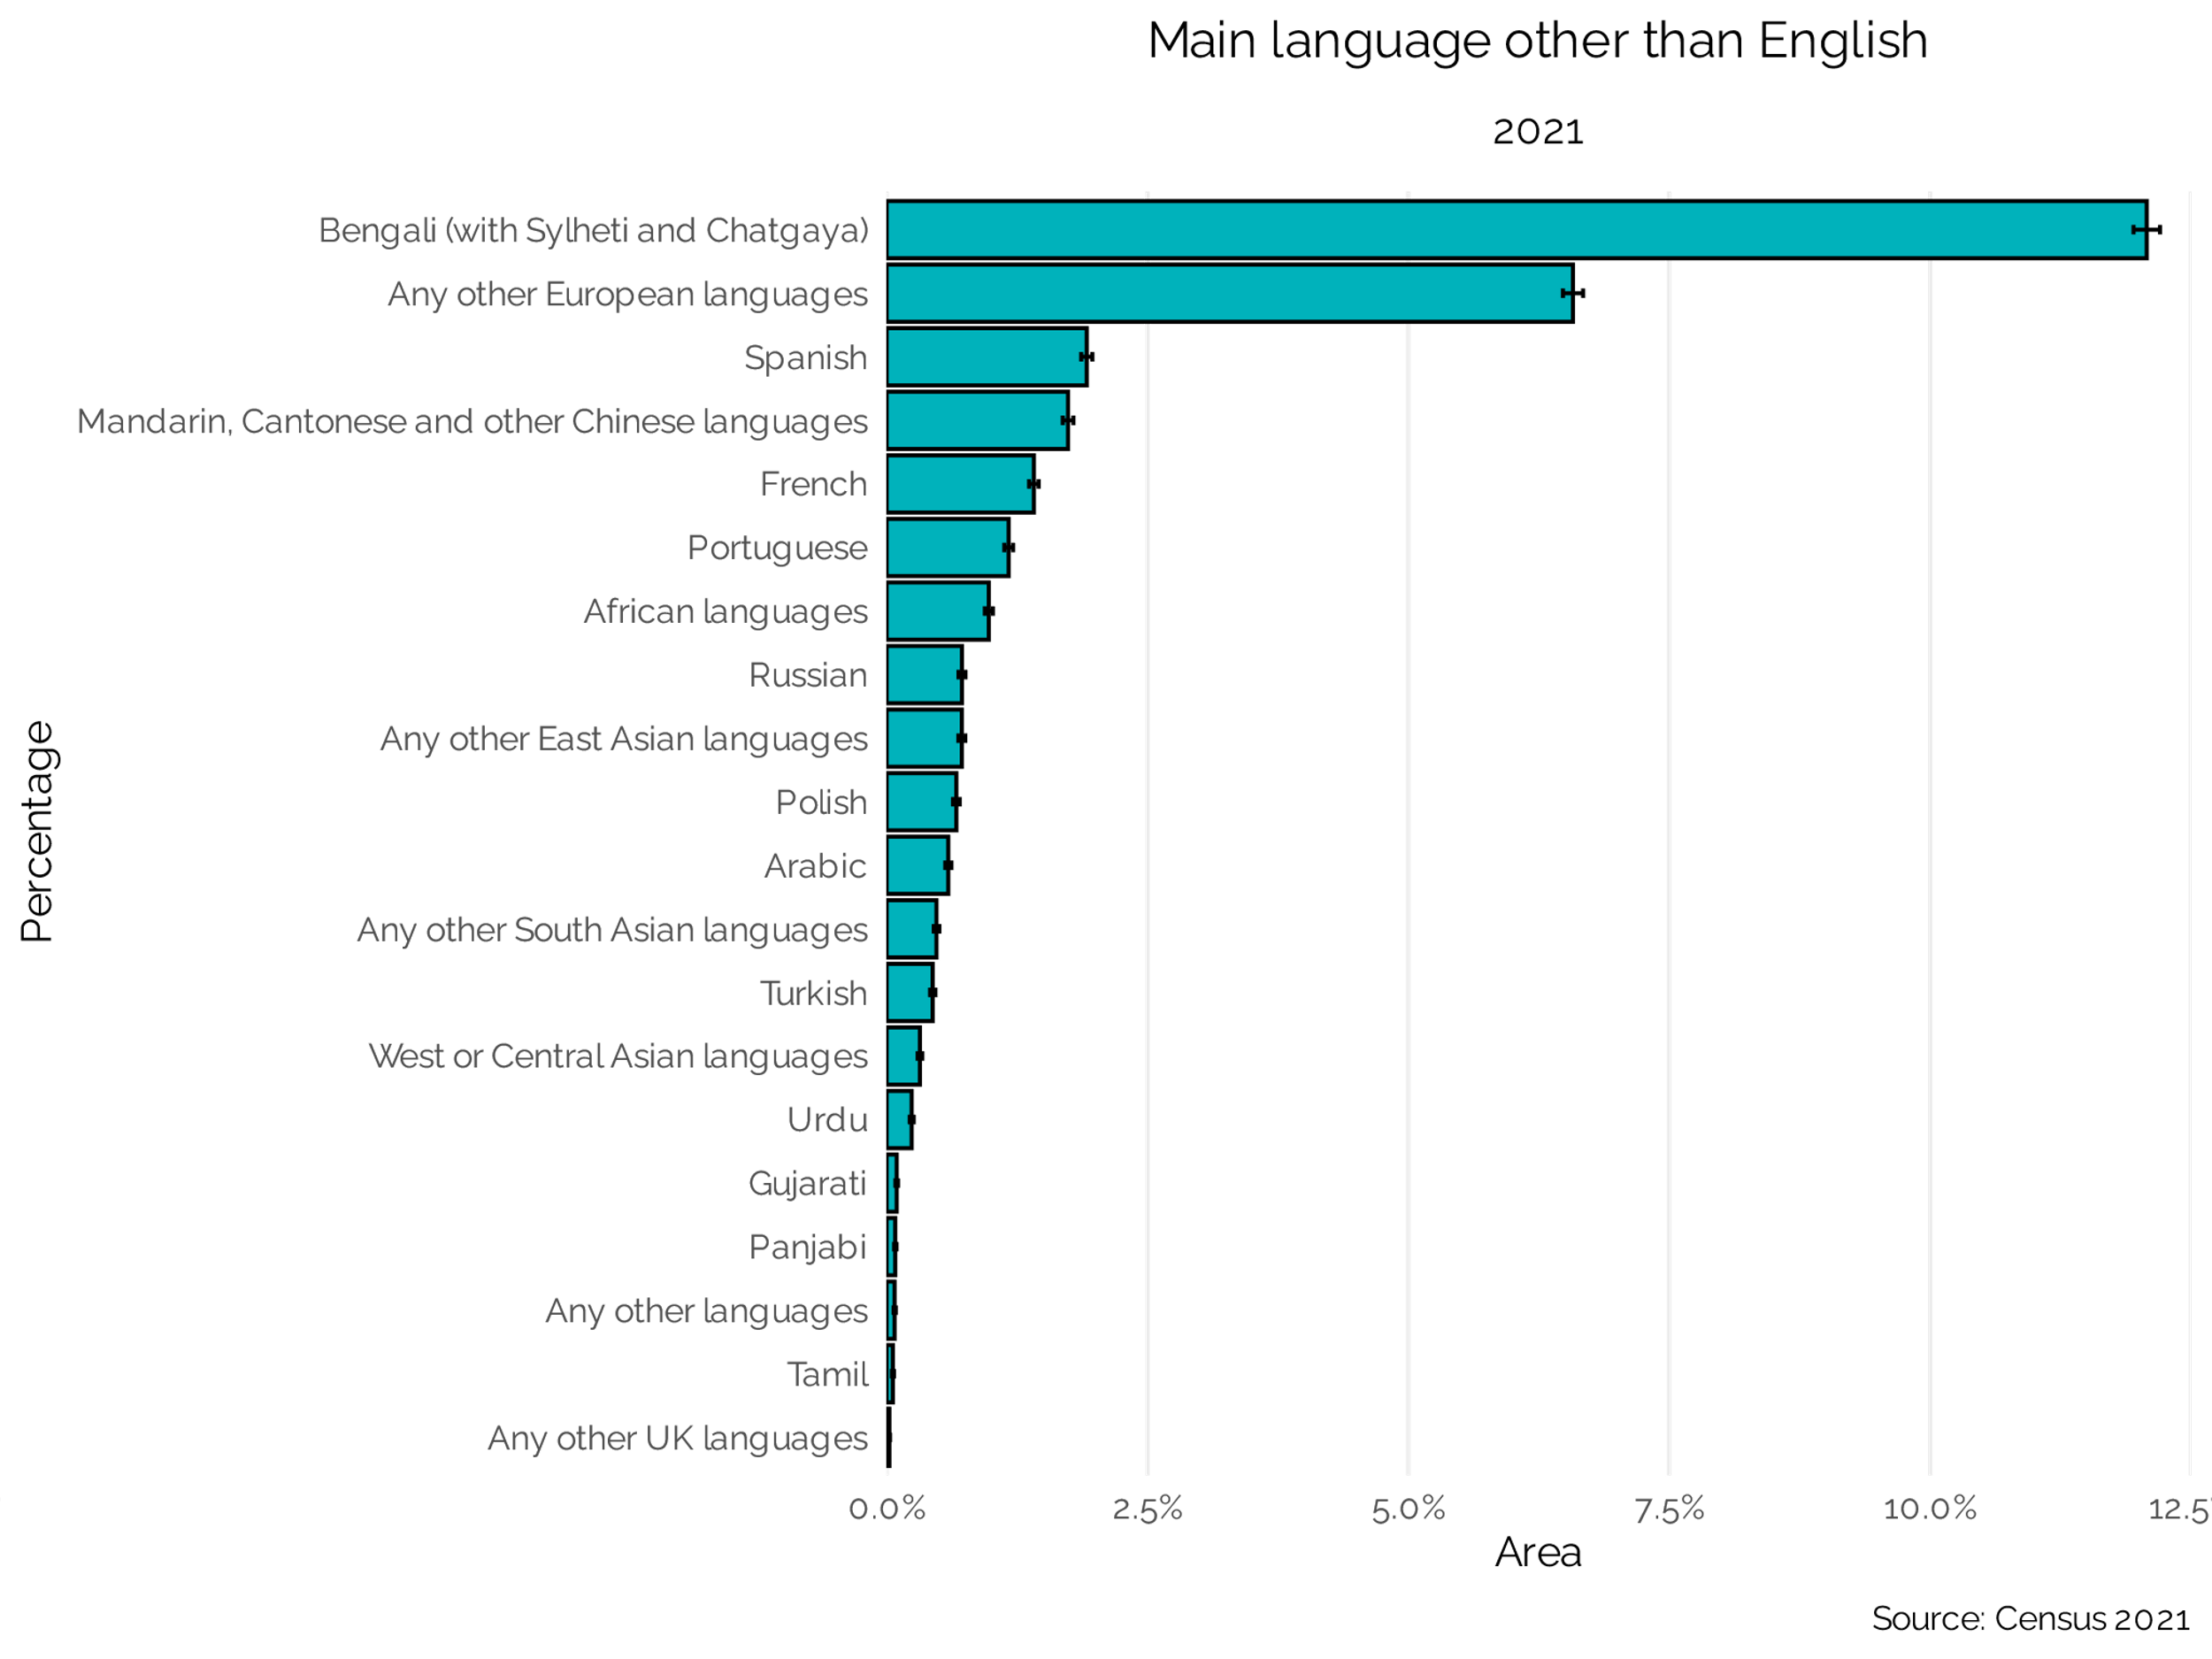 Main language other than English
2021
Bengali (with Sylheti and Chatgaya)
Any other European languages
Spanish
Mandarin, Cantonese and other Chinese languages
French
Portuguese
African languages
Russian
Any other East Asian languages
Polish
Arabic
Any other South Asian languages
Turkish
West or Central Asian languages
Urdu
Gujarati
Panjabi
Any other languages
Tamil
Any other UK languages
Percentage
0.0% 2.5% 5.0% 7.5% 10.0% 12.5
Area
Source: Census 2021